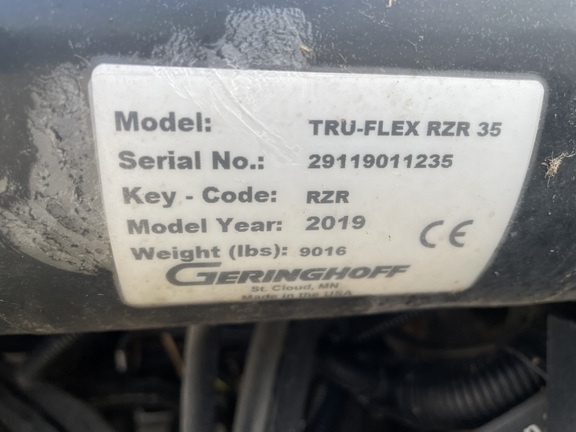 Model: TRU-FLEX RZR 35
Serial No.: 29119011235
Key - Code: RZR
Model Year: 2019
Weight (lbs): 9016
CE
GERINGHOFF
St. Cloud, MN
Made in the USA